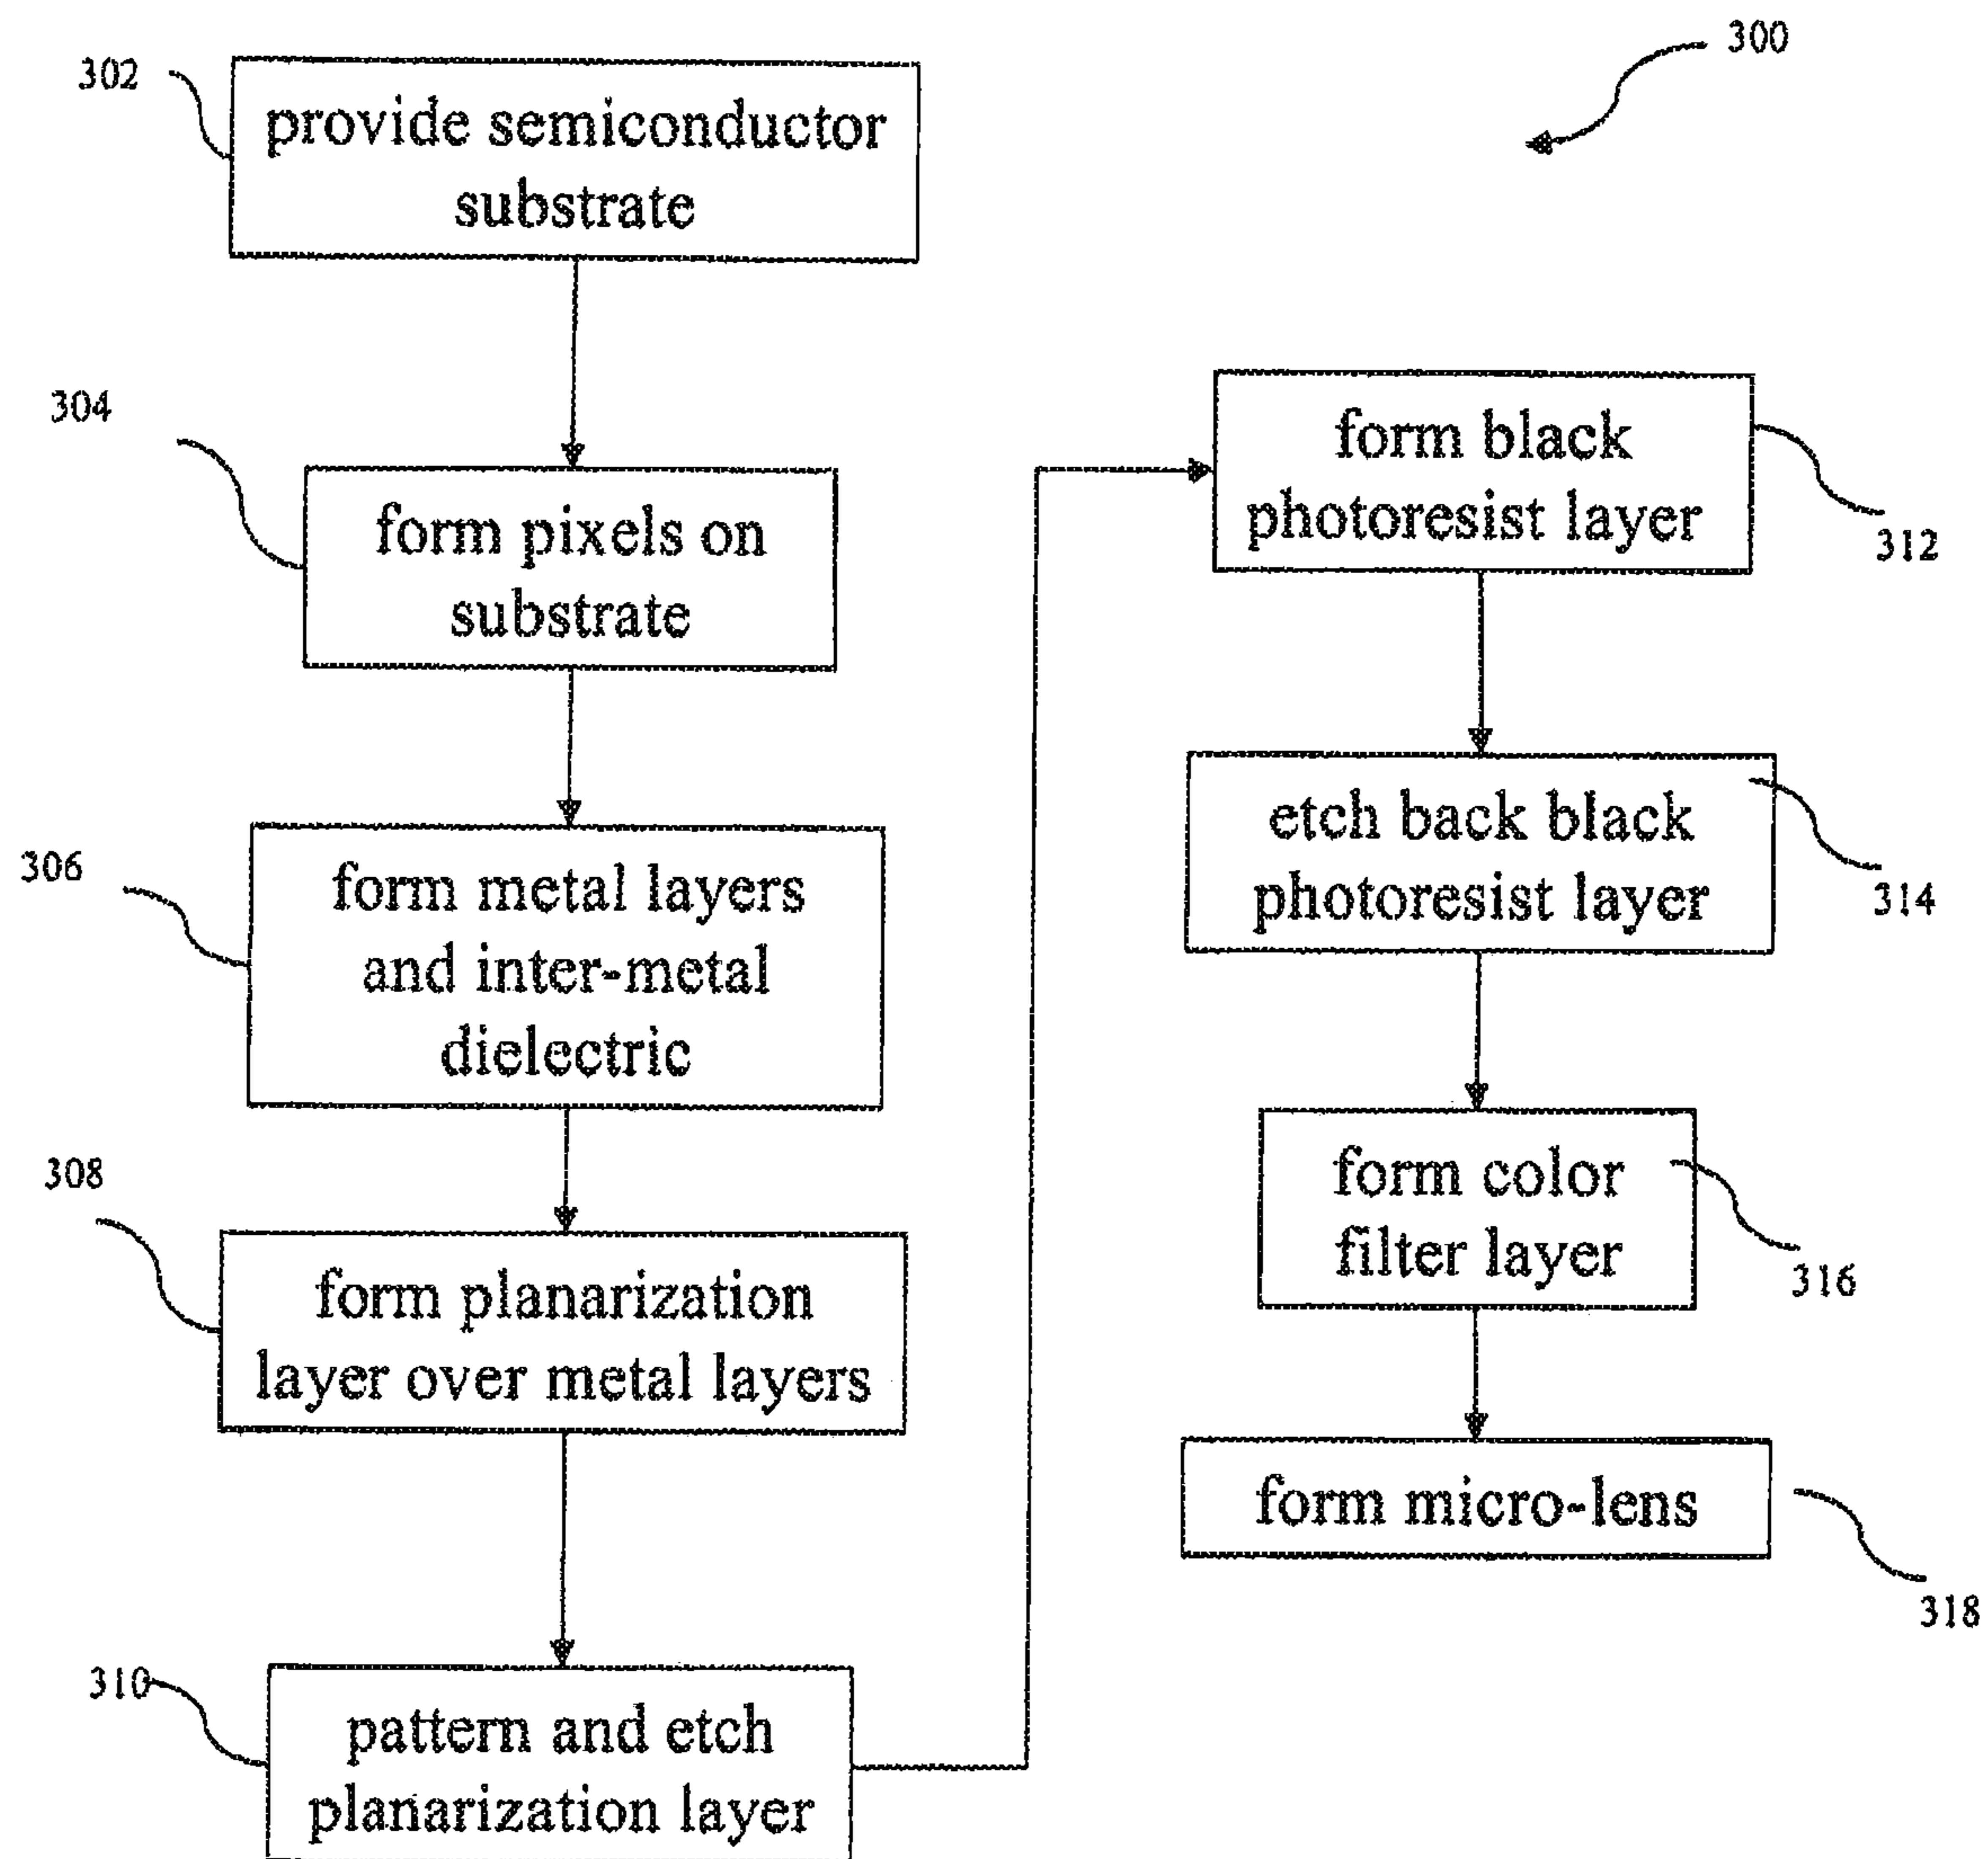 300
302
provide semiconductor
substrate
304
form pixels on
substrate
306
form metal layers
and inter-metal
dielectric
308
form planarization
layer over metal layers
310
pattern and etch
planarization layer
form black
photoresist layer
312
etch back black
photoresist layer
314
form color
filter layer
316
form micro-lens
318